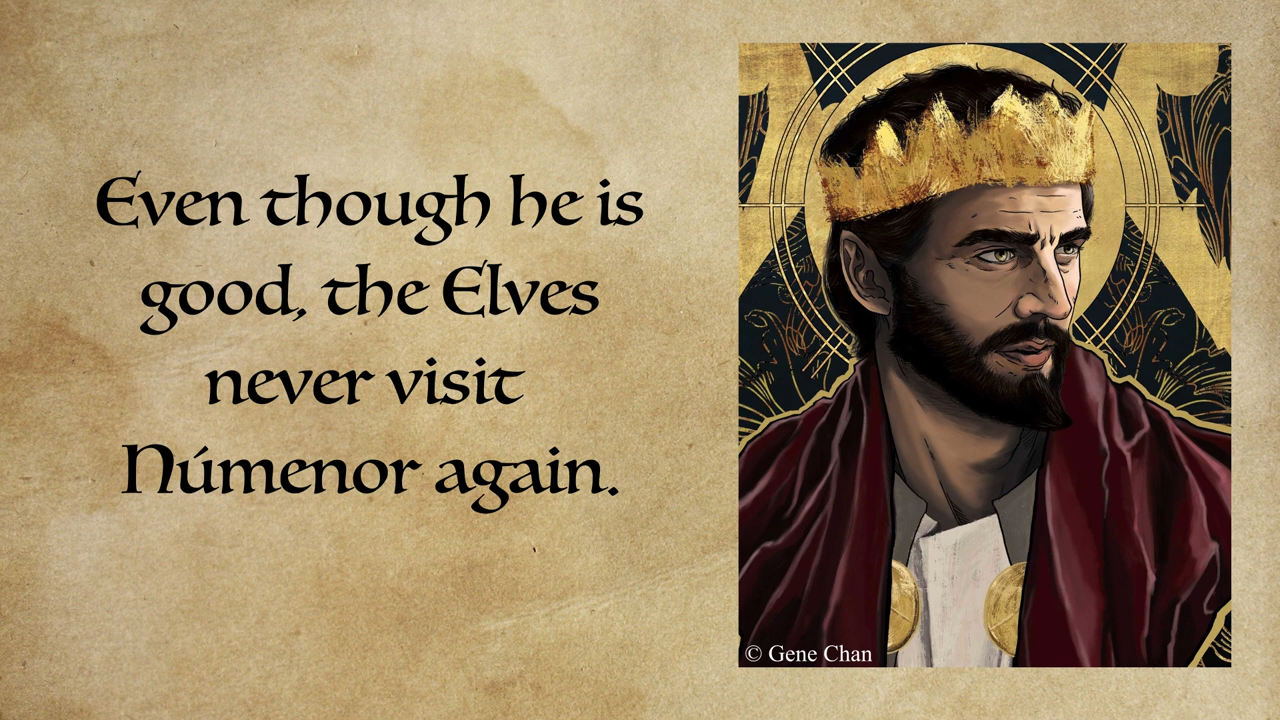 Even though he is
good, the Elves
never visit
Númenor again.
© Gene Chan